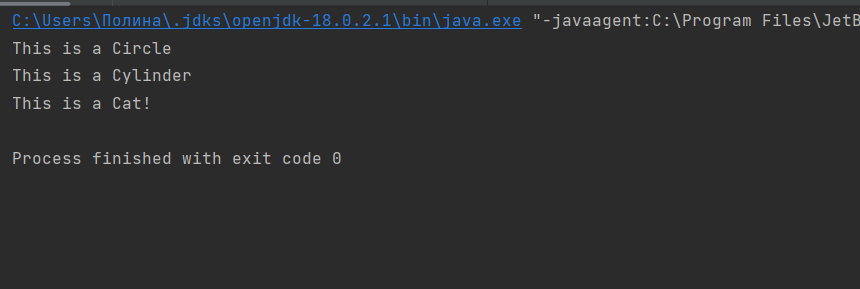 C:\Users\Полина\.jdks\openjdk-18.0.2.1\bin\java.exe "-javaagent:C:\Program Files\JetB
This is a Circle
This is a Cylinder
This is a Cat!
Process finished with exit code 0